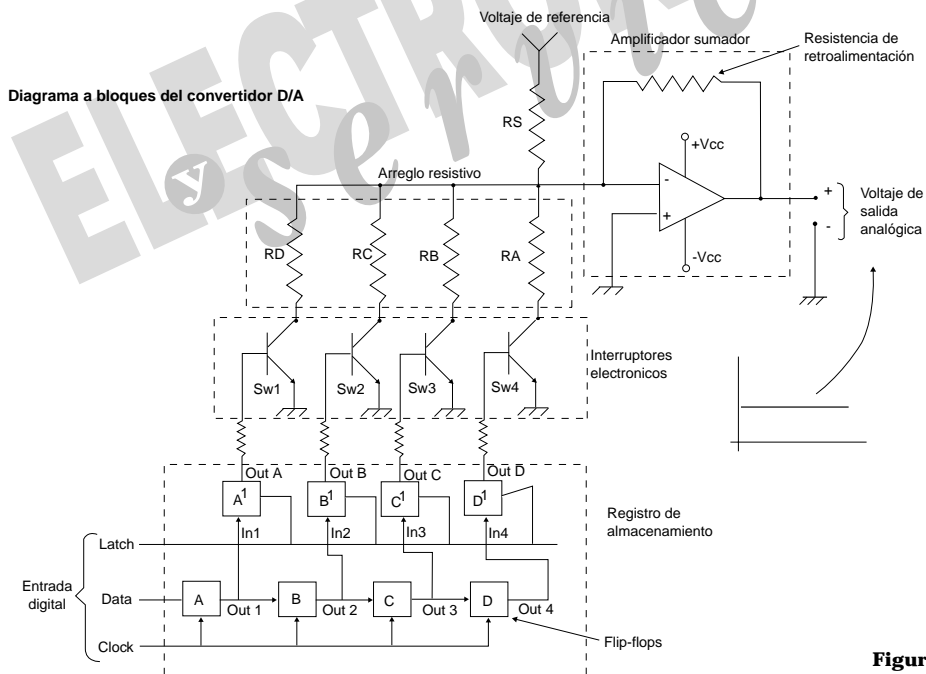 ELECTRON
y servi
Voltaje de referencia
Amplificador sumador
Resistencia de
retroalimentación
Diagrama a bloques del convertidor D/A
RS
+Vcc
Arreglo resistivo
-
+
-Vcc
+
-
Voltaje de
salida
analógica
RD
RC
RB
RA
Sw1
Sw2
Sw3
Sw4
Interruptores
electronicos
Out A
Out B
Out C
Out D
A1
B1
C1
D1
Registro de
almacenamiento
In1
In2
In3
In4
Latch
Entrada
digital
Data
A
Out 1
B
Out 2
C
Out 3
D
Out 4
Clock
Flip-flops
Figur